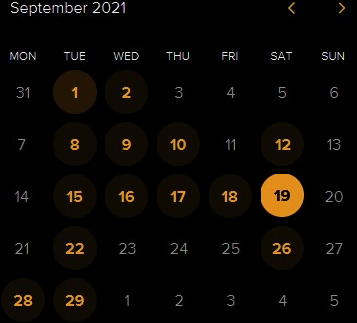 September 2021
MON TUE WED THU FRI SAT SUN
31 1 2 3 4 5 6
7 8 9 10 11 12 13
14 15 16 17 18 19 20
21 22 23 24 25 26 27
28 29 1 2 3 4 5